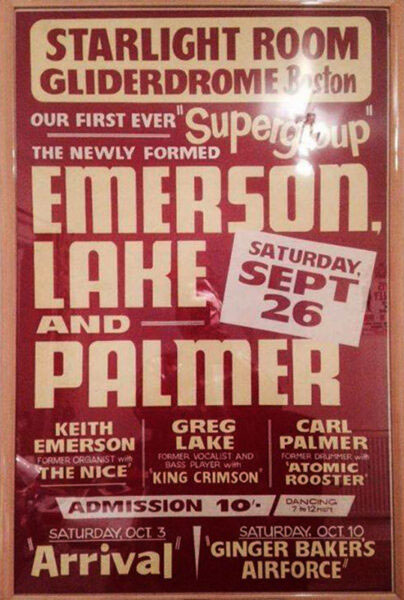 STARLIGHT ROOM
GLIDERDROME Boston
OUR FIRST EVER "Supergroup"
THE NEWLY FORMED
EMERSON,
LAKE
SATURDAY,
SEPT
26
AND
PALMER
KEITH
EMERSON
FORMER ORGANIST with
"THE NICE"
GREG
LAKE
FORMER VOCALIST AND
BASS PLAYER with
"KING CRIMSON"
CARL
PALMER
FORMER DRUMMER with
"ATOMIC
ROOSTER"
ADMISSION 10'-
DANCING
7 to 12 mnt
SATURDAY, OCT 3
"Arrival"
SATURDAY, OCT 10
"GINGER BAKER'S
AIRFORCE"